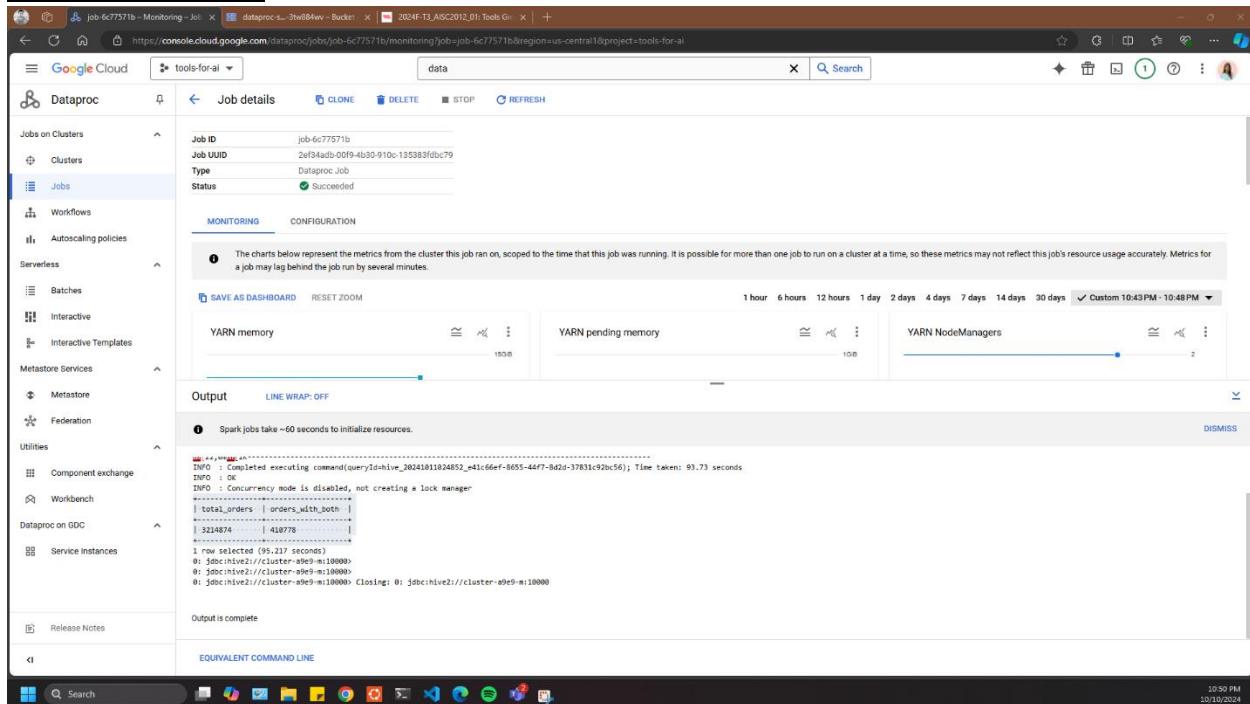 job-6c77571b – Monitoring – Job
dataproc-s...-3tw884wv – Bucket
2024F-T3_AISC2012_01: Tools
https://console.cloud.google.com/dataproc/jobs/job-6c77571b/monitoring?job=job-6c77571b&region=us-central1&project=tools-for-ai
Google Cloud
tools-for-ai
data
Search
1
Dataproc
Job details
CLONE
DELETE
STOP
REFRESH
Jobs on Clusters
Clusters
Jobs
Workflows
Autoscaling policies
Serverless
Batches
Interactive
Interactive Templates
Metastore Services
Metastore
Federation
Utilities
Component exchange
Workbench
Dataproc on GDC
Service Instances
Release Notes
Job ID job-6c77571b
Job UUID 2ef34adb-00f9-4b30-910c-135383fdbc79
Type Dataproc Job
Status Succeeded
MONITORING CONFIGURATION
The charts below represent the metrics from the cluster this job ran on, scoped to the time that this job was running. It is possible for more than one job to run on a cluster at a time, so these metrics may not reflect this job's resource usage accurately. Metrics for
a job may lag behind the job run by several minutes.
SAVE AS DASHBOARD RESET ZOOM
1 hour 6 hours 12 hours 1 day 2 days 4 days 7 days 14 days 30 days Custom 10:43 PM - 10:48 PM
YARN memory
15GiB
YARN pending memory
1GiB
YARN NodeManagers
2
Output LINE WRAP: OFF
Spark jobs take ~60 seconds to initialize resources.
DISMISS
INFO : Completed executing command(queryId=hive_20241011024852_e41c66ef-8655-44f7-8d2d-37831c92bc56); Time taken: 93.73 seconds
INFO : OK
INFO : Concurrency mode is disabled, not creating a lock manager
| total_orders | orders_with_both |
| 3214874 | 410778 |
1 row selected (95.217 seconds)
0: jdbc:hive2://cluster-a9e9-m:10000>
0: jdbc:hive2://cluster-a9e9-m:10000>
0: jdbc:hive2://cluster-a9e9-m:10000> Closing: 0: jdbc:hive2://cluster-a9e9-m:10000
Output is complete
EQUIVALENT COMMAND LINE
Search
10:50 PM
10/10/2024